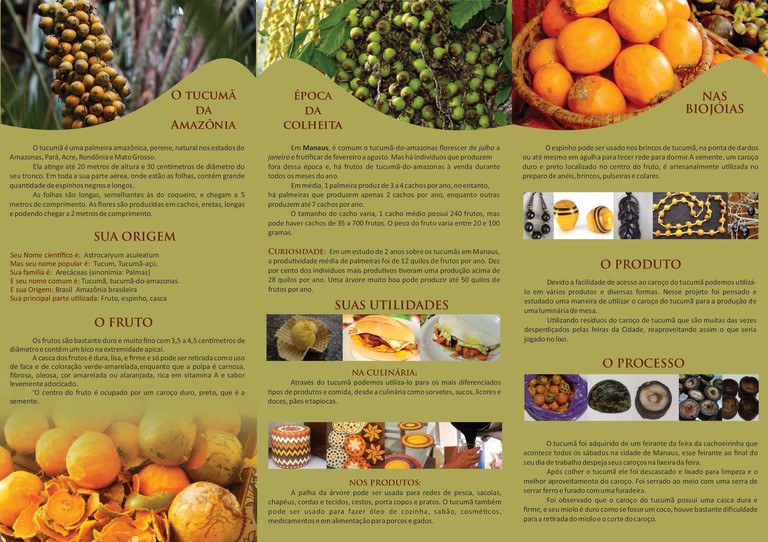 O TUCUMÃ
DA
AMAZÔNIA
O tucumã é uma palmeira amazônica, perene, natural nos estados do
Amazonas, Pará, Acre, Rondônia e Mato Grosso.
Ela atinge até 20 metros de altura e 30 centímetros de diâmetro do
seu tronco. Em toda a sua parte aérea, onde estão as folhas, contém grande
quantidade de espinhos negros e longos.
As folhas são longas, semelhantes às do coqueiro, e chegam a 5
metros de comprimento. As flores são produzidas em cachos, eretas, longas
e podendo chegar a 2 metros de comprimento.
SUA ORIGEM
Seu Nome científico é: Astrocaryum aculeatum
Mas seu nome popular é: Tucum, Tucumã-açú.
Sua família é: Arecáceas (sinonímia: Palmas)
E seu nome comum é: Tucumã, tucumã-do-amazonas.
E sua Origem: Brasil Amazônia brasileira
Sua principal parte utilizada: Fruto, espinho, casca
O FRUTO
Os frutos são bastante duro e muito fino com 3,5 a 4,5 centímetros de
diâmetro e contém um bico na extremidade apical.
A casca dos frutos é dura, lisa, e firme e só pode ser retirada com o uso
de faca e de coloração verde-amarelada,enquanto que a polpa é carnosa,
fibrosa, oleosa, cor amarelada ou alaranjada, rica em vitamina A e sabor
levemente adocicado.
'O centro do fruto é ocupado por um caroço duro, preto, que é a
semente.
ÉPOCA
DA
COLHEITA
Em Manaus, é comum o tucumã-do-amazonas florescer de julho a
janeiro e frutificar de fevereiro a agosto. Mas há indivíduos que produzem
fora dessa época e, há frutos de tucumã-do-amazonas à venda durante
todos os meses do ano.
Em média, 1 palmeira produz de 3 a 4 cachos por ano, no entanto,
há palmeiras que produzem apenas 2 cachos por ano, enquanto outras
produzem até 7 cachos por ano.
O tamanho do cacho varia, 1 cacho médio possui 240 frutas, mas
pode haver cachos de 35 a 700 frutos. O peso do fruto varia entre 20 e 100
gramas.
CURIOSIDADE: Em um estudo de 2 anos sobre os tucumãs em Manaus,
a produtividade média de palmeiras foi de 12 quilos de frutos por ano. Dez
por cento dos indivíduos mais produtivos tiveram uma produção acima de
28 quilos por ano. Uma árvore muito boa pode produzir até 50 quilos de
frutos por ano.
SUAS UTILIDADES
NA CULINÁRIA:
Através do tucumã podemos utiliza-lo para os mais diferenciados
tipos de produtos e comida, desde a culinária como sorvetes, sucos, licores e
doces, pães e tapiocas.
NOS PRODUTOS:
A palha da árvore pode ser usada para redes de pesca, sacolas,
chapéus, cordas e tecidos, cestos, porta copos e pratos. O tucumã também
pode ser usado para fazer óleo de cozinha, sabão, cosméticos,
medicamentos e em alimentação para porcos e gados.
NAS
BIOJÓIAS
O espinho pode ser usado nos brincos de tucumã, na ponta de dardos
ou até mesmo em agulha para tecer rede para dormir.A semente, um caroço
duro e preto localizado no centro do fruto, é artesanalmente utilizada no
preparo de anéis, brincos, pulseiras e colares.
O PRODUTO
Devido a facilidade de acesso ao caroço do tucumã podemos utilizá-
lo em vários produtos e diversas formas. Nesse projeto foi pensado e
estudado uma maneira de utilizar o caroço do tucumã para a produção de
uma luminária de mesa.
Utilizando resíduos do caroço de tucumã que são muitas das vezes
desperdiçados pelas feiras da Cidade, reaproveitando assim o que seria
jogado no lixo.
O PROCESSO
O tucumã foi adquirido de um feirante da feira da cachoeirinha que
acontece todos os sábados na cidade de Manaus, esse feirante ao final do
seu dia de trabalho despeja seus caroços na lixeira da feira.
Após colher o tucumã ele foi descascado e lixado para limpeza e o
melhor aproveitamento do caroço. Foi serrado ao meio com uma serra de
serrar ferro e furado com uma furadeira.
Foi observado que o caroço do tucumã possui uma casca dura e
firme, e seu miolo é duro como se fosse um coco, houve bastante dificuldade
para a retirada do miolo e o corte do caroço.